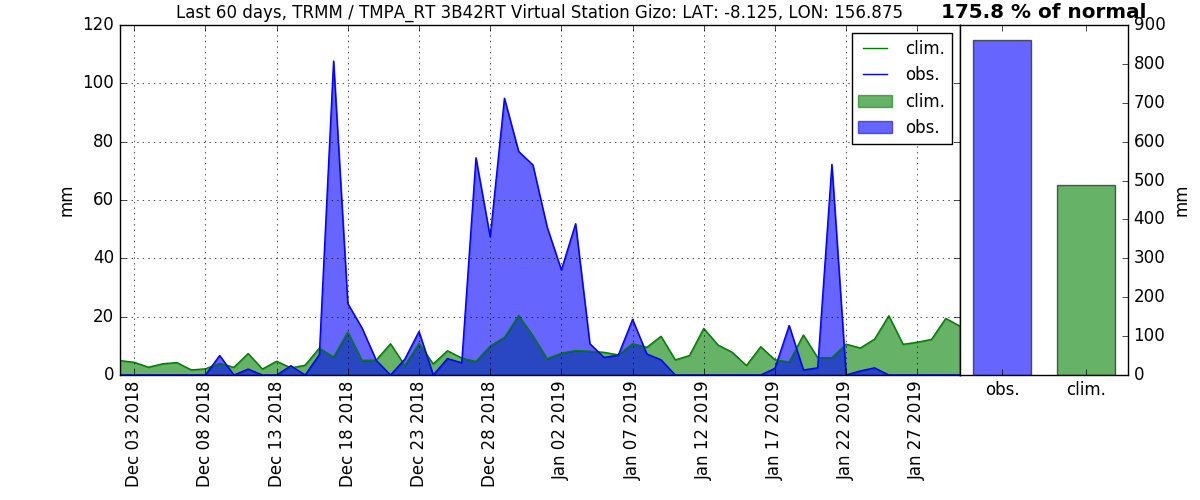 Last 60 days, TRMM / TMPA_RT 3B42RT Virtual Station Gizo: LAT: -8.125, LON: 156.875
175.8 % of normal
120
100
80
60
40
20
0
mm
clim.
obs.
clim.
obs.
900
800
700
600
500
400
300
200
100
0
mm
Dec 03 2018
Dec 08 2018
Dec 13 2018
Dec 18 2018
Dec 23 2018
Dec 28 2018
Jan 02 2019
Jan 07 2019
Jan 12 2019
Jan 17 2019
Jan 22 2019
Jan 27 2019
obs.
clim.